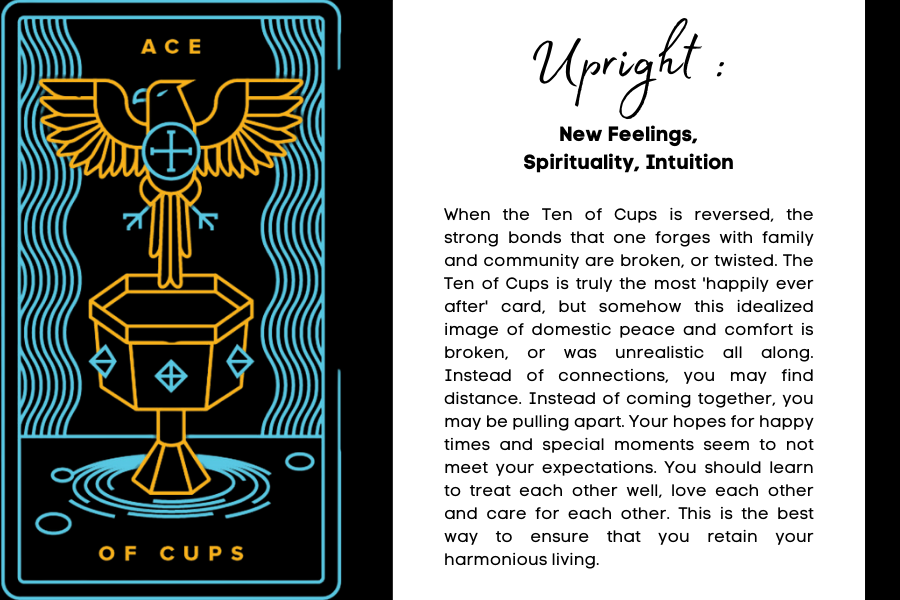 ACE
OF CUPS
Upright :
New Feelings,
Spirituality, Intuition
When the Ten of Cups is reversed, the
strong bonds that one forges with family
and community are broken, or twisted. The
Ten of Cups is truly the most 'happily ever
after' card, but somehow this idealized
image of domestic peace and comfort is
broken, or was unrealistic all along.
Instead of connections, you may find
distance. Instead of coming together, you
may be pulling apart. Your hopes for happy
times and special moments seem to not
meet your expectations. You should learn
to treat each other well, love each other
and care for each other. This is the best
way to ensure that you retain your
harmonious living.